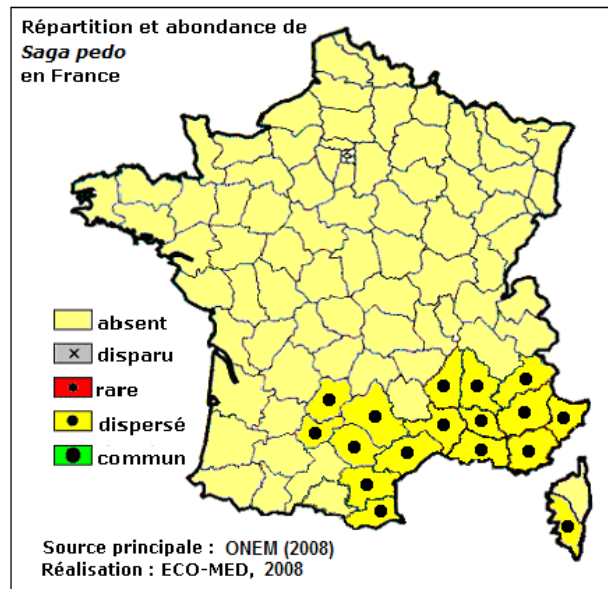 Répartition et abondance de
Saga pedo
en France
absent
disparu
rare
dispersé
commun
Source principale : ONEM (2008)
Réalisation : ECO-MED, 2008